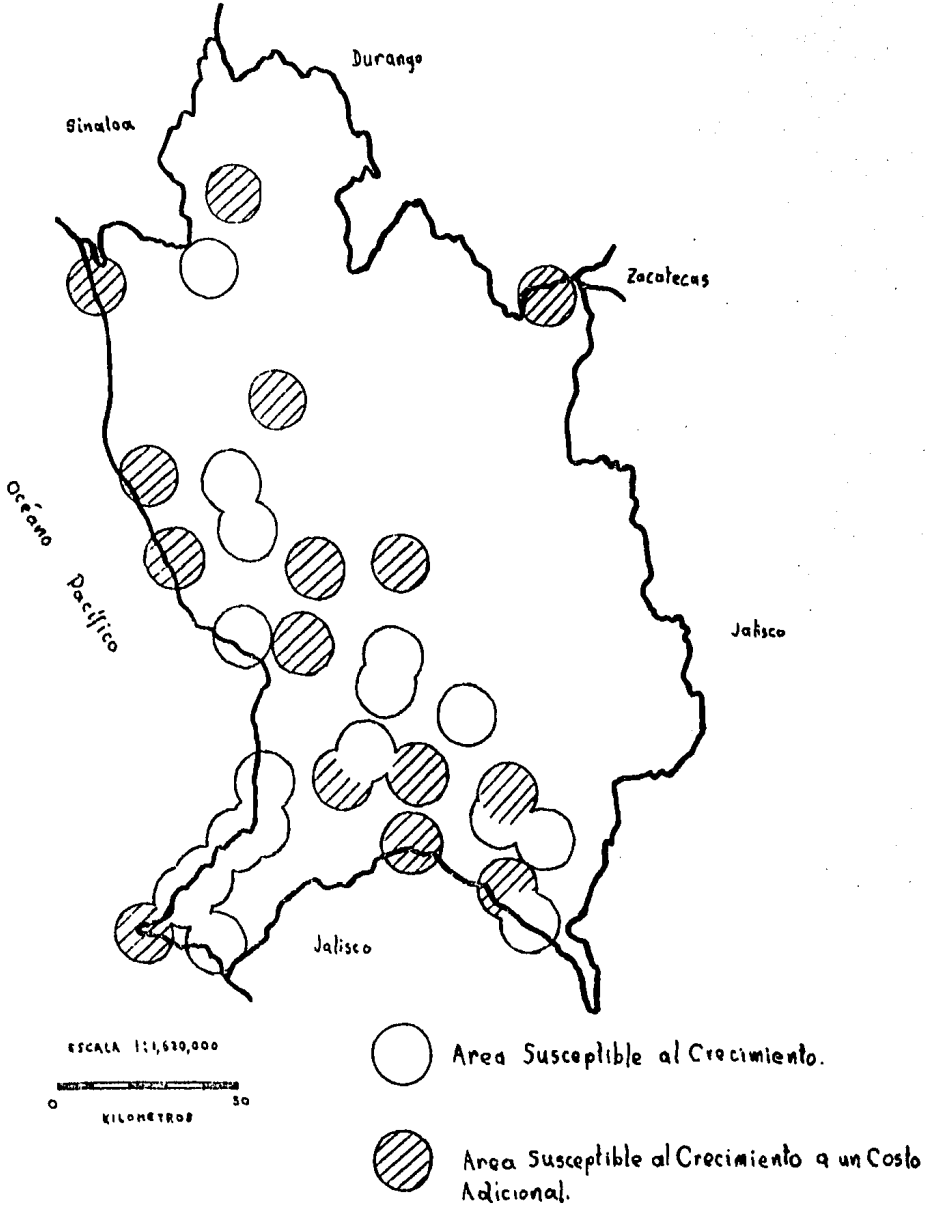 Durango
Sinaloa
Zacatecas
Océano
Pacífico
Jalisco
Jalisco
ESCALA 1:1,620,000
0 50
KILOMETROS
Area Susceptible al Crecimiento.
Area Susceptible al Crecimiento a un Costo
Adicional.